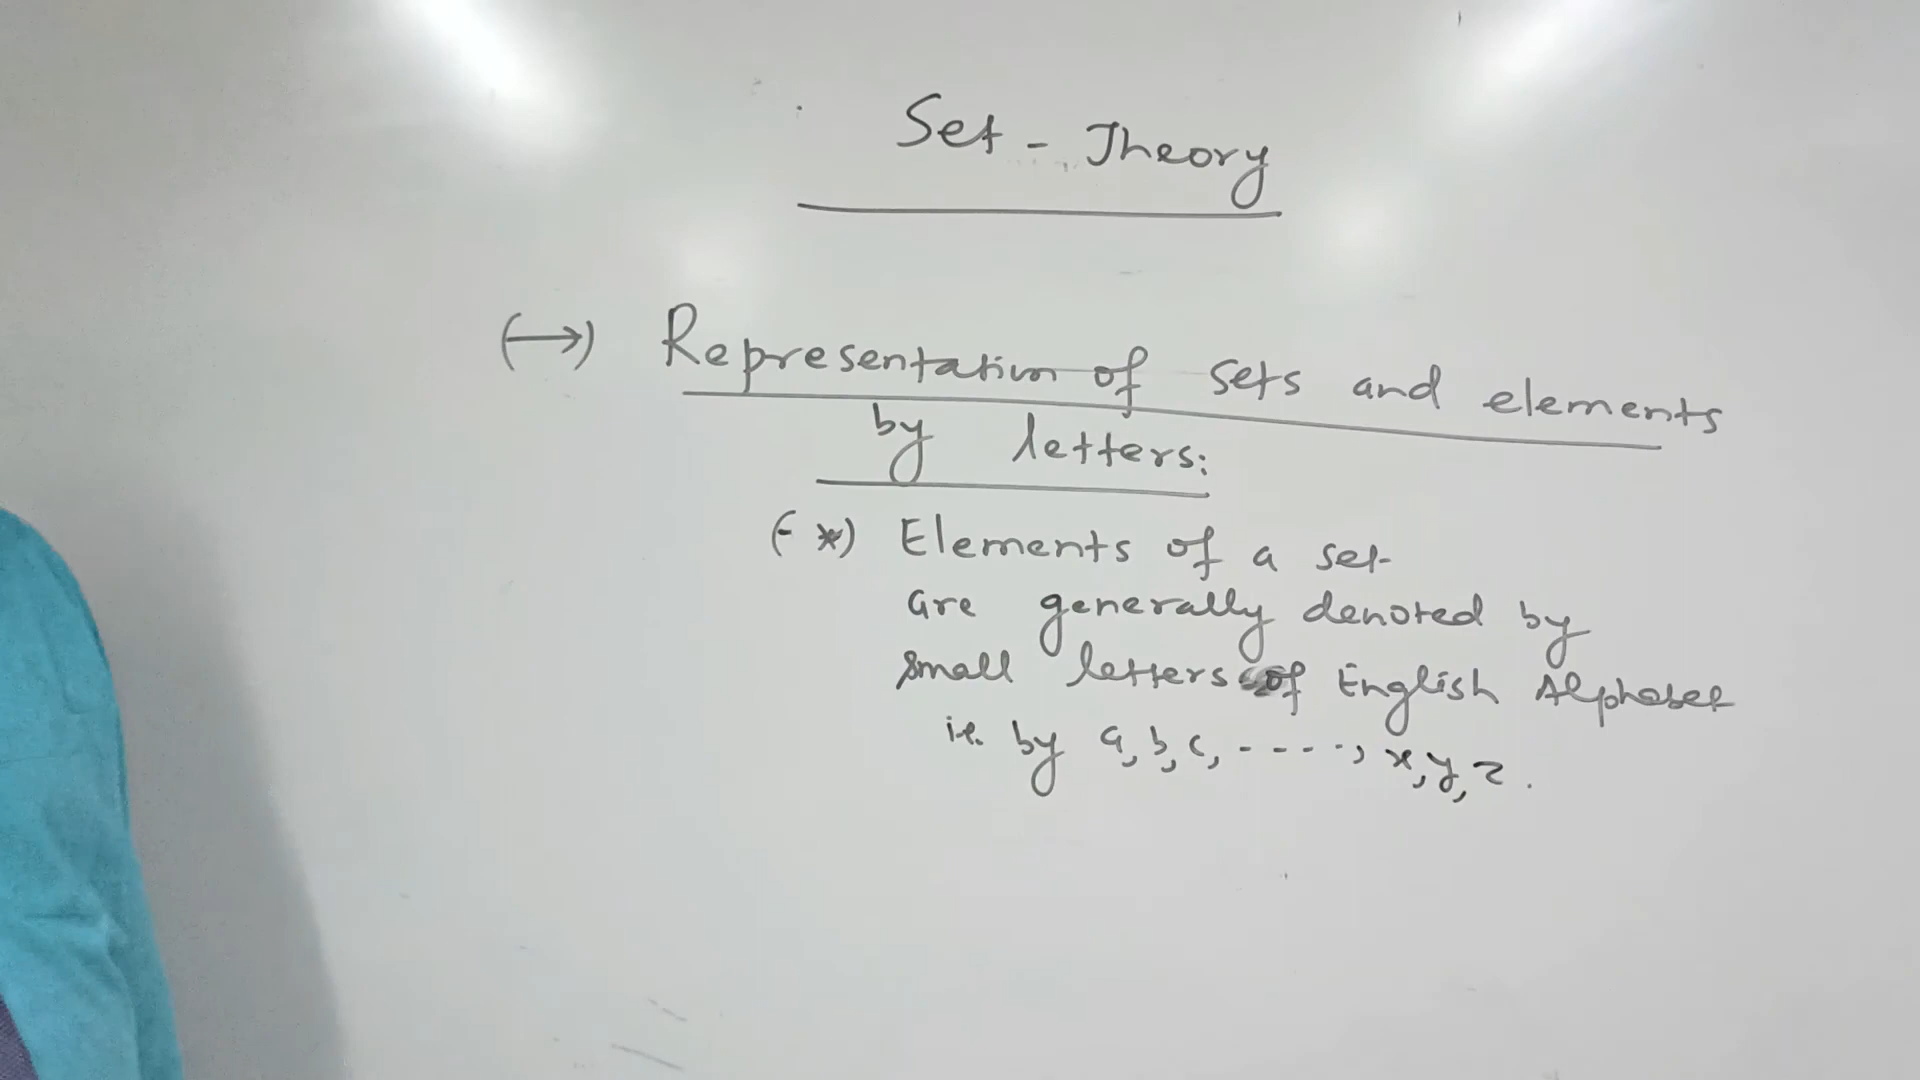 Set - Theory
(→) Representation of sets and elements
by letters:
(- *) Elements of a set
are generally denoted by
small letters of English Alphabet
i.e. by a, b, c, -----, x, y, z.